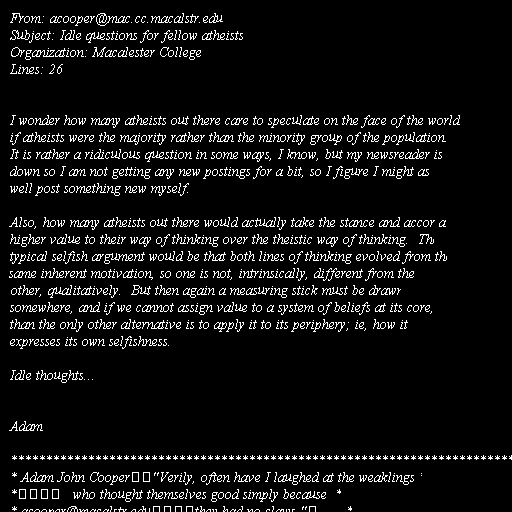 From: acooper@mac.cc.macalstr.edu
Subject: Idle questions for fellow atheists
Organization: Macalester College
Lines: 26
I wonder how many atheists out there care to speculate on the face of the world
if atheists were the majority rather than the minority group of the population.
It is rather a ridiculous question in some ways, I know, but my newsreader is
down so I am not getting any new postings for a bit, so I figure I might as
well post something new myself.
Also, how many atheists out there would actually take the stance and accor a
higher value to their way of thinking over the theistic way of thinking. Th
typical selfish argument would be that both lines of thinking evolved from th
same inherent motivation, so one is not, intrinsically, different from the
other, qualitatively. But then again a measuring stick must be drawn
somewhere, and if we cannot assign value to a system of beliefs at its core,
than the only other alternative is to apply it to its periphery; ie, how it
expresses its own selfishness.
Idle thoughts...
Adam
********************************************************************************
* Adam John Cooper□□"Verily, often have I laughed at the weaklings '
*□□□□ who thought themselves good simply because *
* acooper@macalstr.edu□□□□they had no claws."□ *